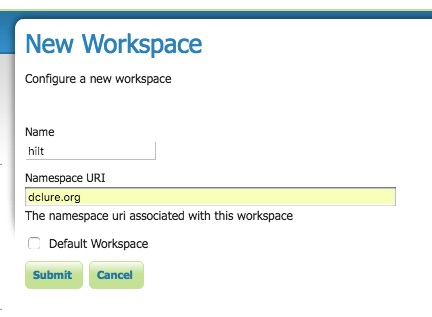 New Workspace
Configure a new workspace
Name
hilt
Namespace URI
dclure.org
The namespace uri associated with this workspace
Default Workspace
Submit Cancel